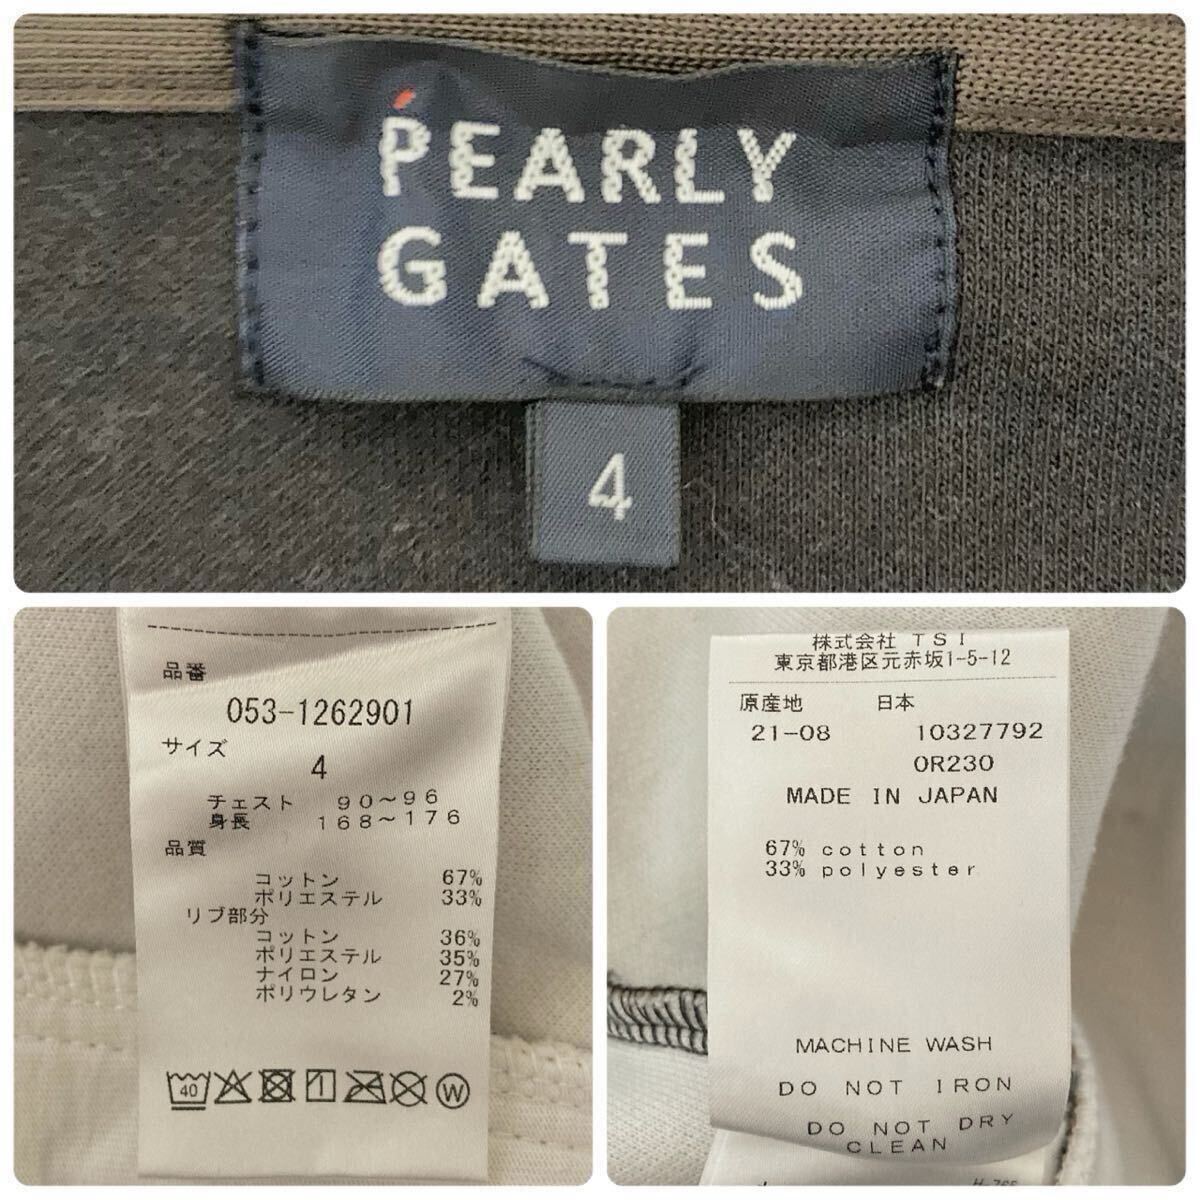 PEARLY
GATES
4
品番
053-1262901
サイズ
4
チェスト 90~96
身長 168~176
品質
コットン 67%
ポリエステル 33%
リブ部分
コットン 36%
ポリエステル 35%
ナイロン 27%
ポリウレタン 2%
40
W
株式会社 TSI
東京都港区元赤坂1-5-12
原産地 日本
21-08 10327792
0R230
MADE IN JAPAN
67% cotton
33% polyester
MACHINE WASH
DO NOT IRON
DO NOT DRY
CLEAN